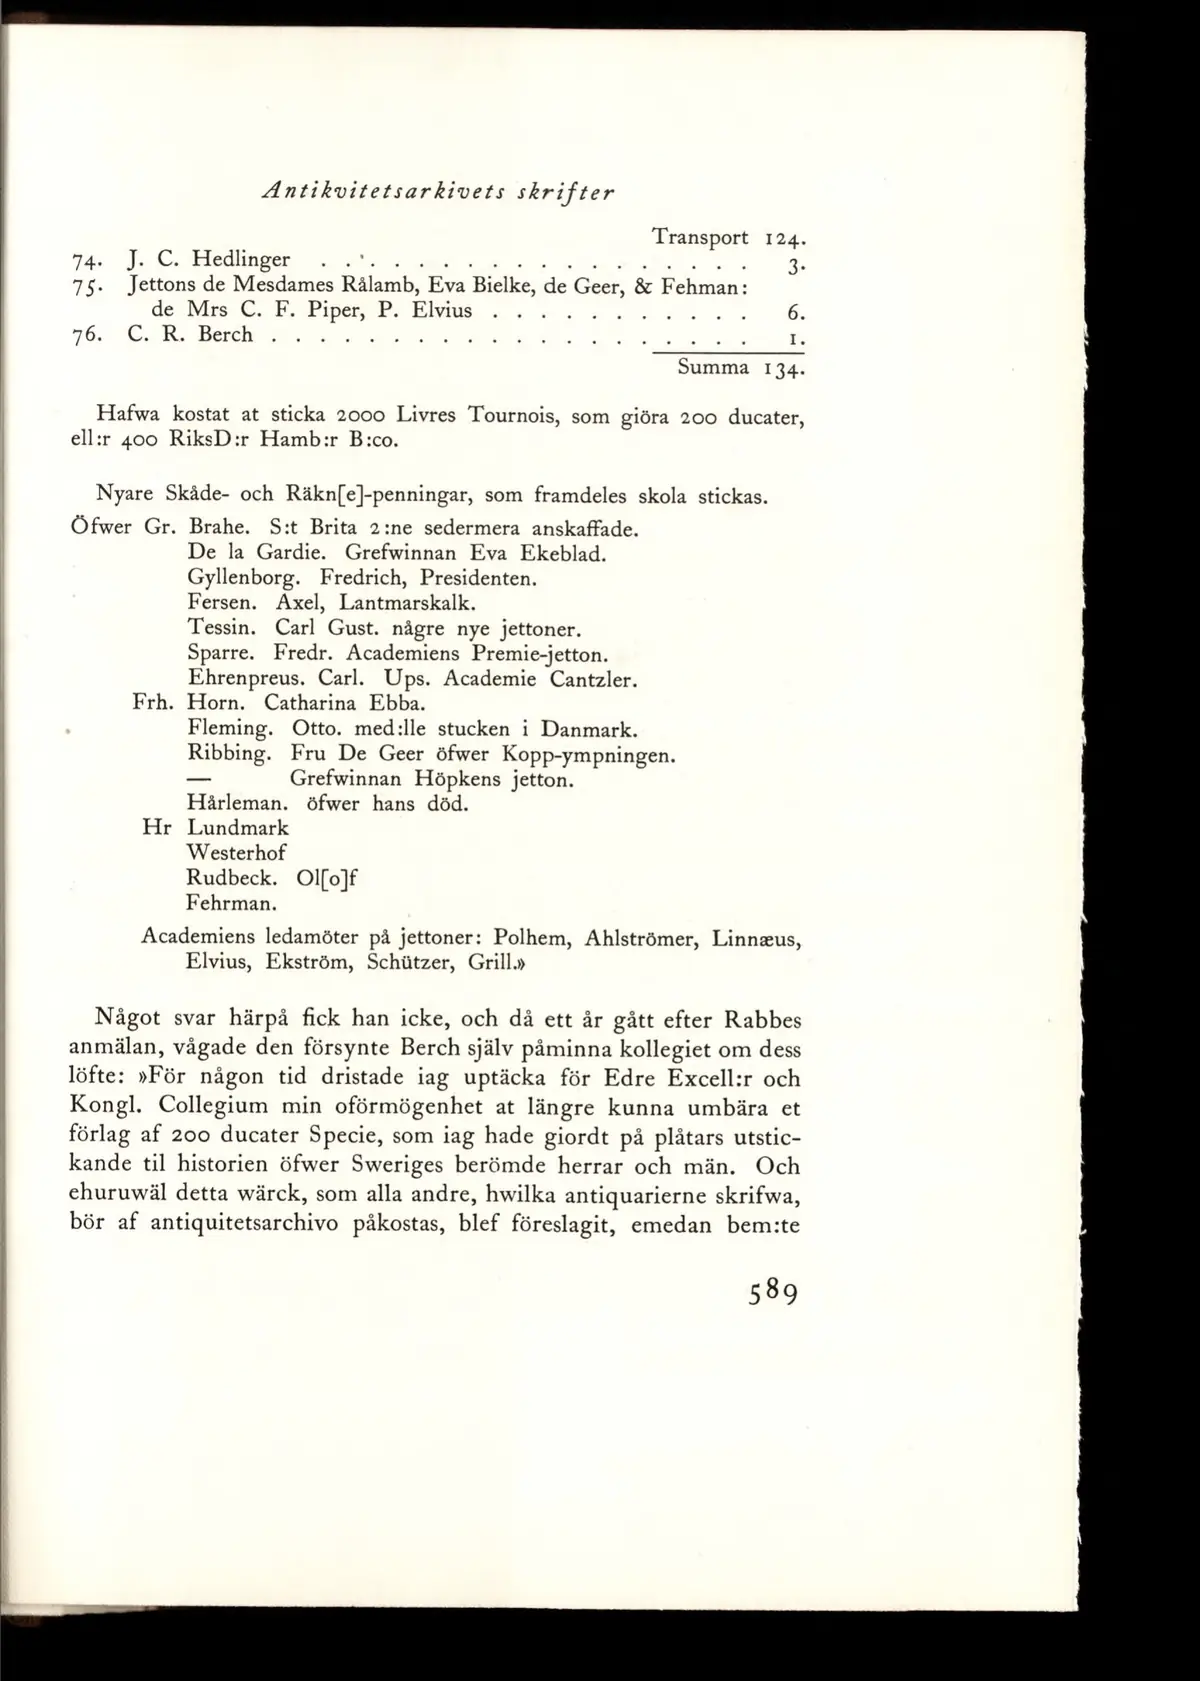 Antikvitetsarkivets skrifter
Transport 124.
74. J. C. Hedlinger . . . . . . . . . . . . . . . . . . 3.
75. Jettons de Mesdames Rålamb, Eva Bielke, de Geer, & Fehman:
de Mrs C. F. Piper, P. Elvius . . . . . . . . . . . 6.
76. C. R. Berch . . . . . . . . . . . . . . . . . . . . 1.
Summa 134.
Hafwa kostat at sticka 2000 Livres Tournois, som giöra 200 ducater,
ell:r 400 RiksD:r Hamb:r B:co.
Nyare Skåde- och Räkn[e]-penningar, som framdeles skola stickas.
Öfwer Gr. Brahe. S:t Brita 2:ne sedermera anskaffade.
De la Gardie. Grefwinnan Eva Ekeblad.
Gyllenborg. Fredrich, Presidenten.
Fersen. Axel, Lantmarskalk.
Tessin. Carl Gust. någre nye jettoner.
Sparre. Fredr. Academiens Premie-jetton.
Ehrenpreus. Carl. Ups. Academie Cantzler.
Frh. Horn. Catharina Ebba.
Fleming. Otto. med:lle stucken i Danmark.
Ribbing. Fru De Geer öfwer Kopp-ympningen.
— Grefwinnan Höpkens jetton.
Hårleman. öfwer hans död.
Hr Lundmark
Westerhof
Rudbeck. Ol[o]f
Fehrman.
Academiens ledamöter på jettoner: Polhem, Ahlströmer, Linnæus,
Elvius, Ekström, Schützer, Grill.»
Något svar härpå fick han icke, och då ett år gått efter Rabbes
anmälan, vågade den försynte Berch själv påminna kollegiet om dess
löfte: »För någon tid dristade iag uptäcka för Edre Excell:r och
Kongl. Collegium min oförmögenhet at längre kunna umbära et
förlag af 200 ducater Specie, som iag hade giordt på plåtars utstic-
kande til historien öfwer Sweriges berömde herrar och män. Och
ehuruwäl detta wärck, som alla andre, hwilka antiquarierne skrifwa,
bör af antiquitetsarchivo påkostas, blef föreslagit, emedan bem:te
589